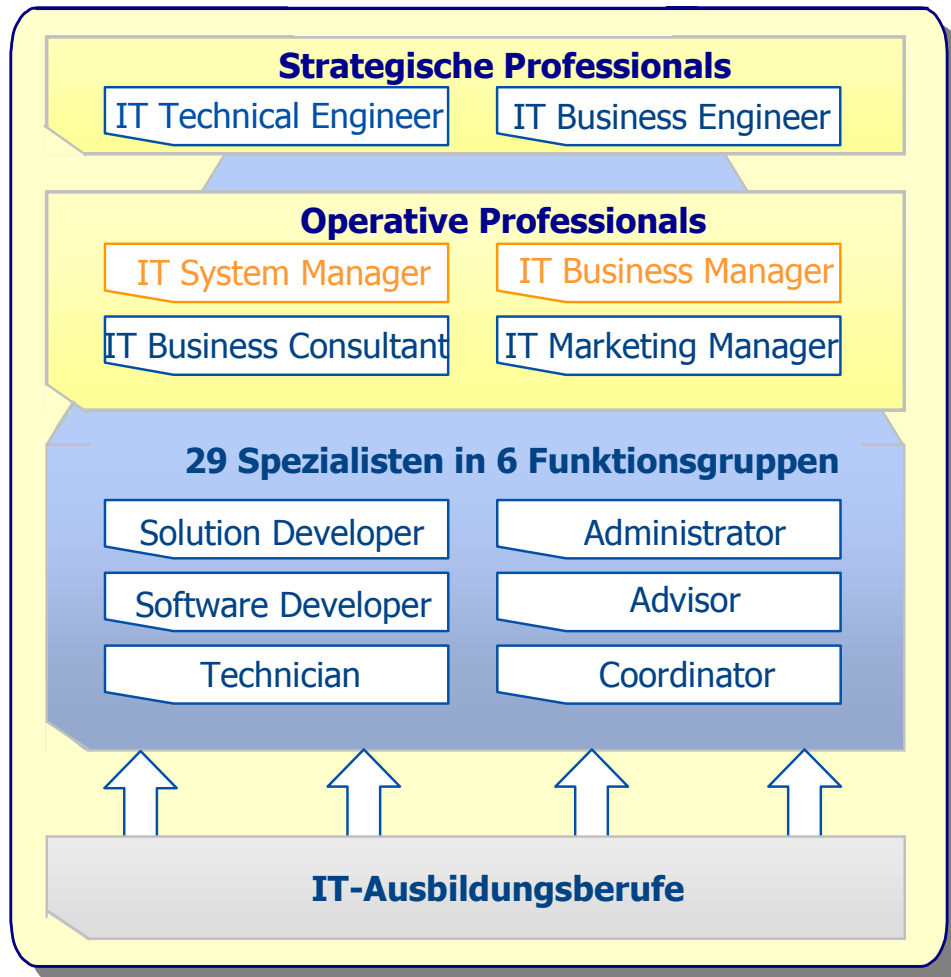 Strategische Professionals
IT Technical Engineer
IT Business Engineer
Operative Professionals
IT System Manager
IT Business Manager
IT Business Consultant
IT Marketing Manager
29 Spezialisten in 6 Funktionsgruppen
Solution Developer
Administrator
Software Developer
Advisor
Technician
Coordinator
IT-Ausbildungsberufe